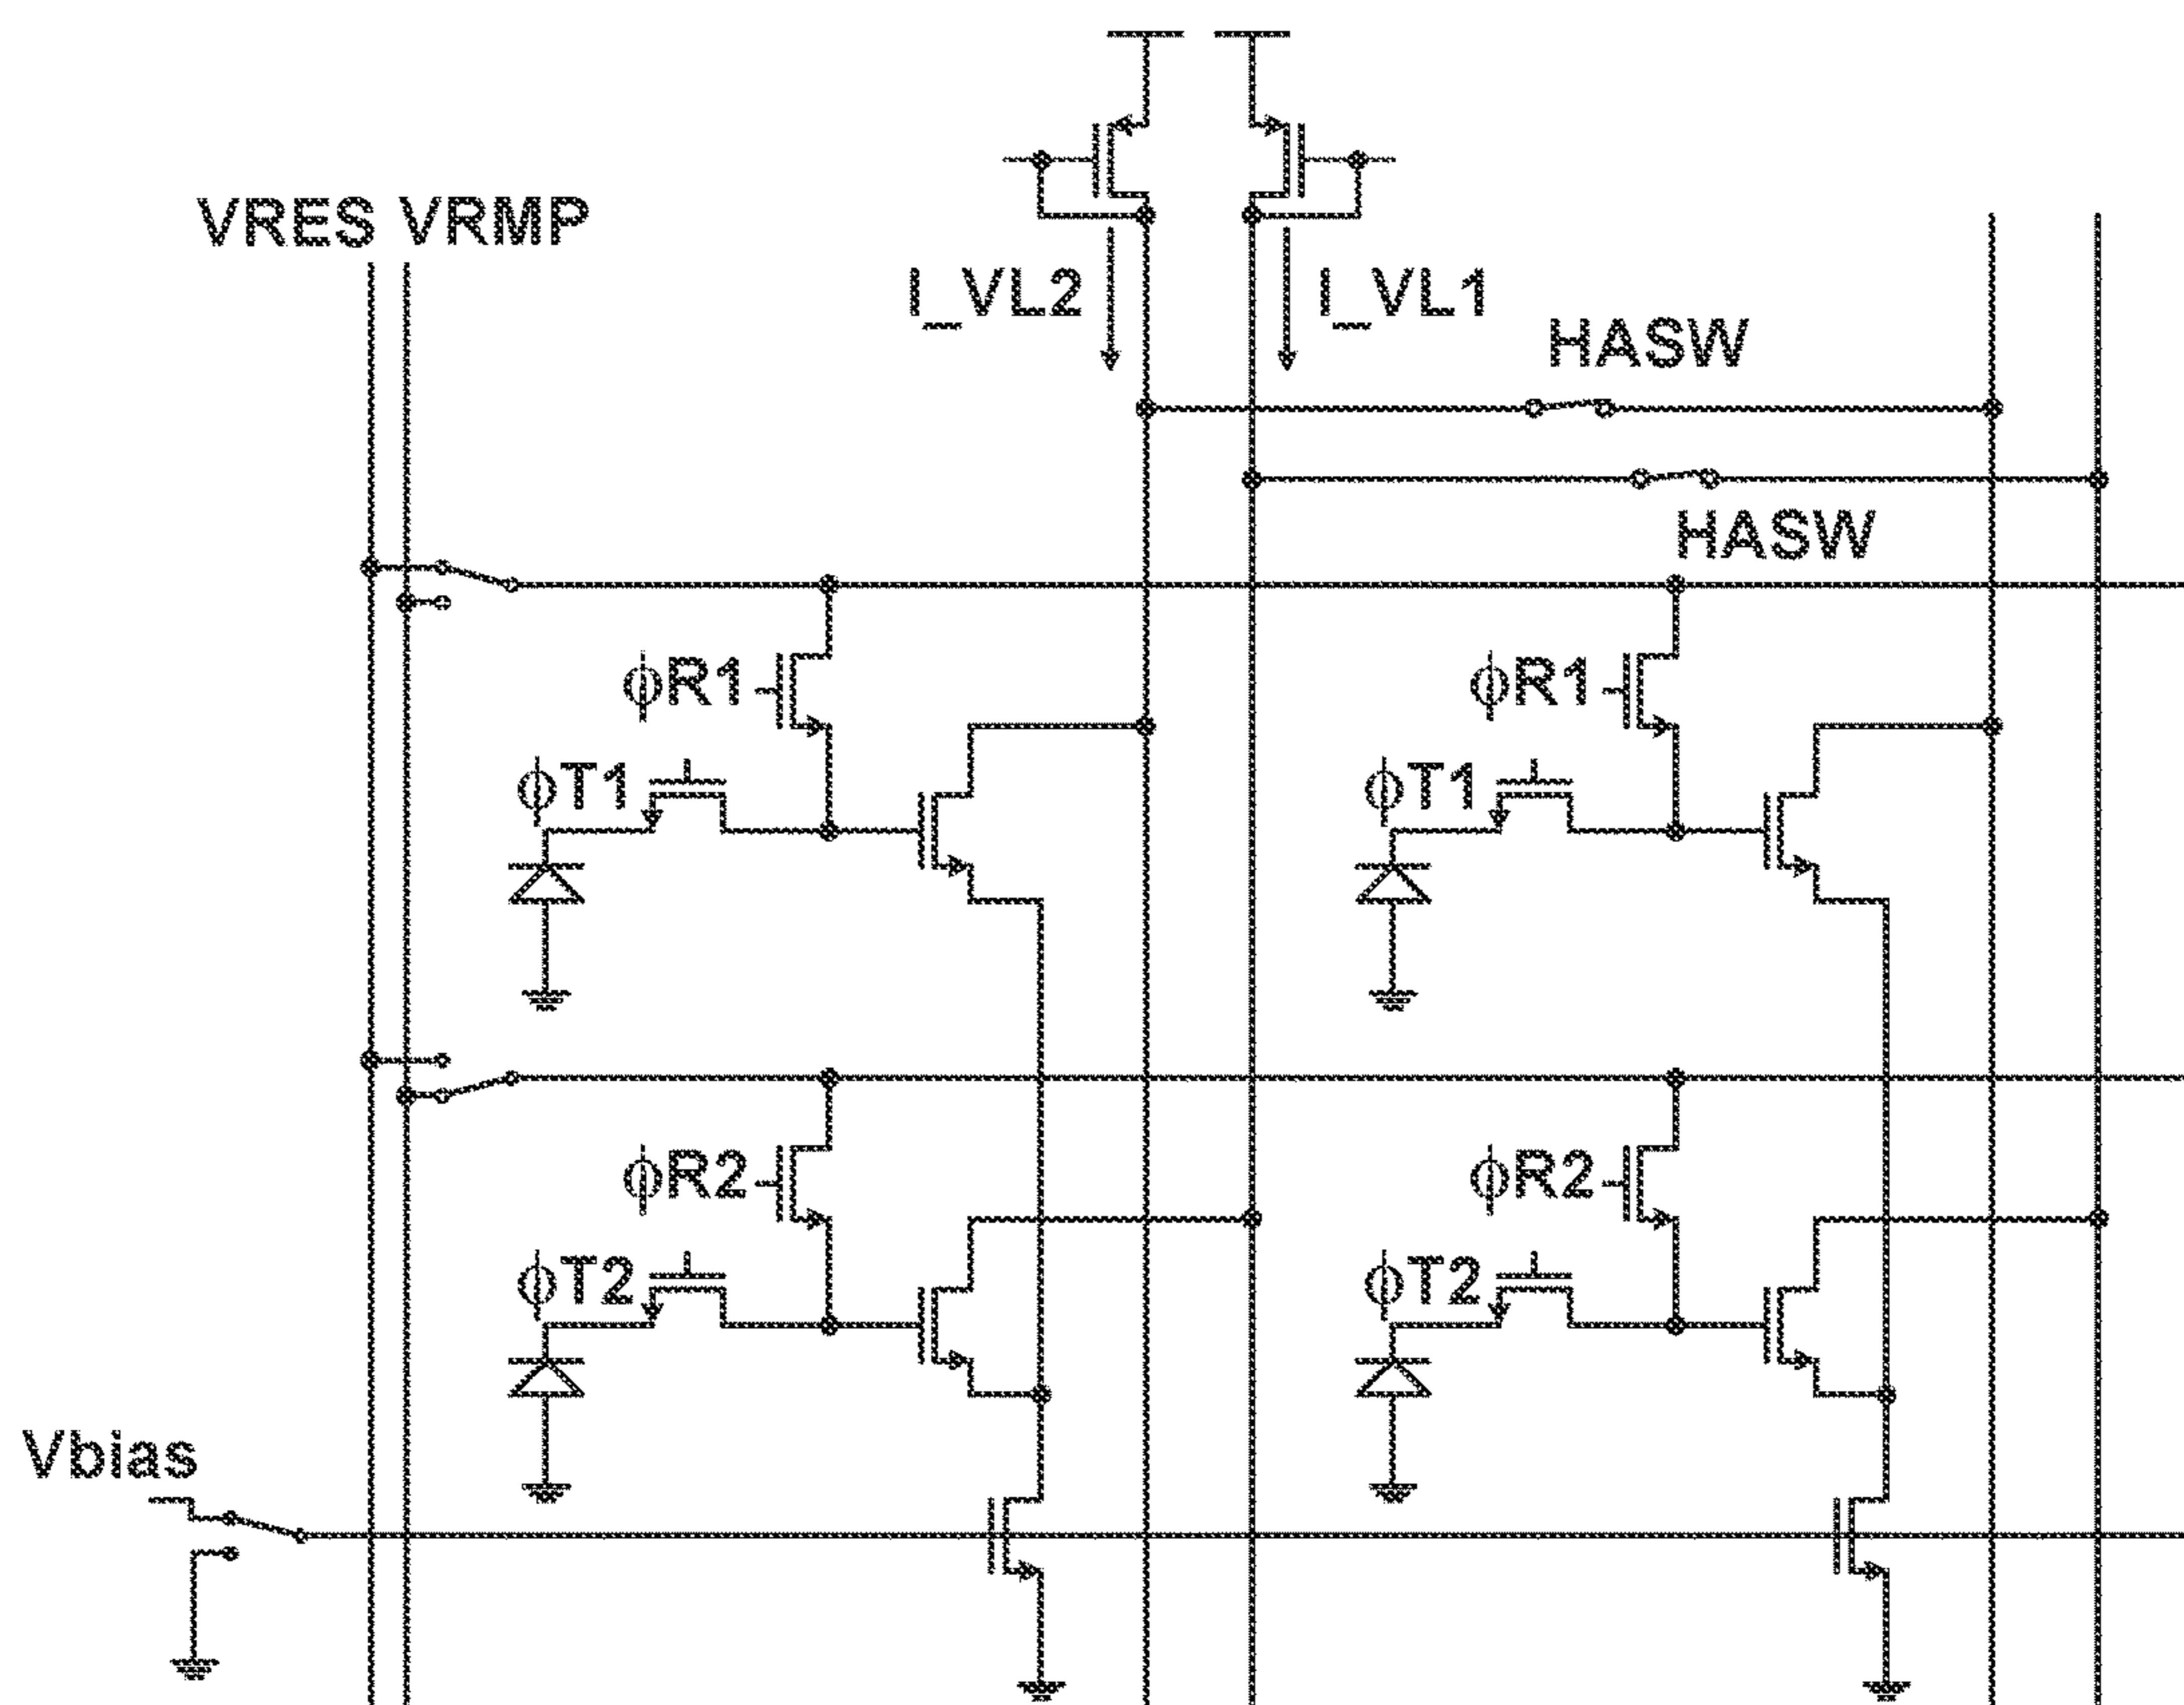 VRES VRMP
I_VL2 I_VL1
HASW
HASW
ϕR1 ϕR1
ϕT1 ϕT1
ϕR2 ϕR2
ϕT2 ϕT2
Vbias